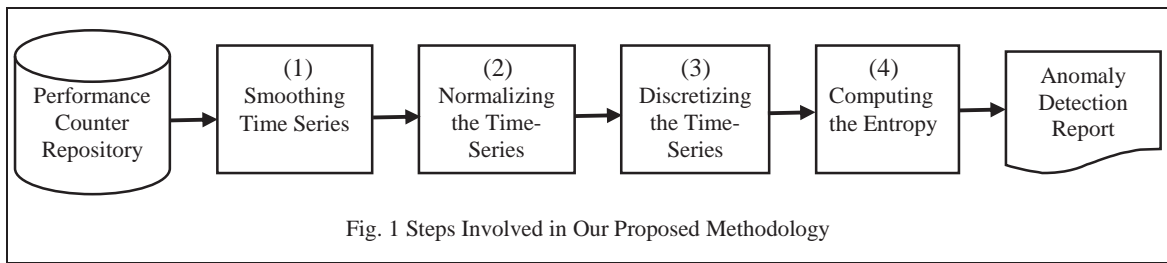 Performance
Counter
Repository
(1)
Smoothing
Time Series
(2)
Normalizing
the Time-
Series
(3)
Discretizing
the Time-
Series
(4)
Computing
the Entropy
Anomaly
Detection
Report
Fig. 1 Steps Involved in Our Proposed Methodology